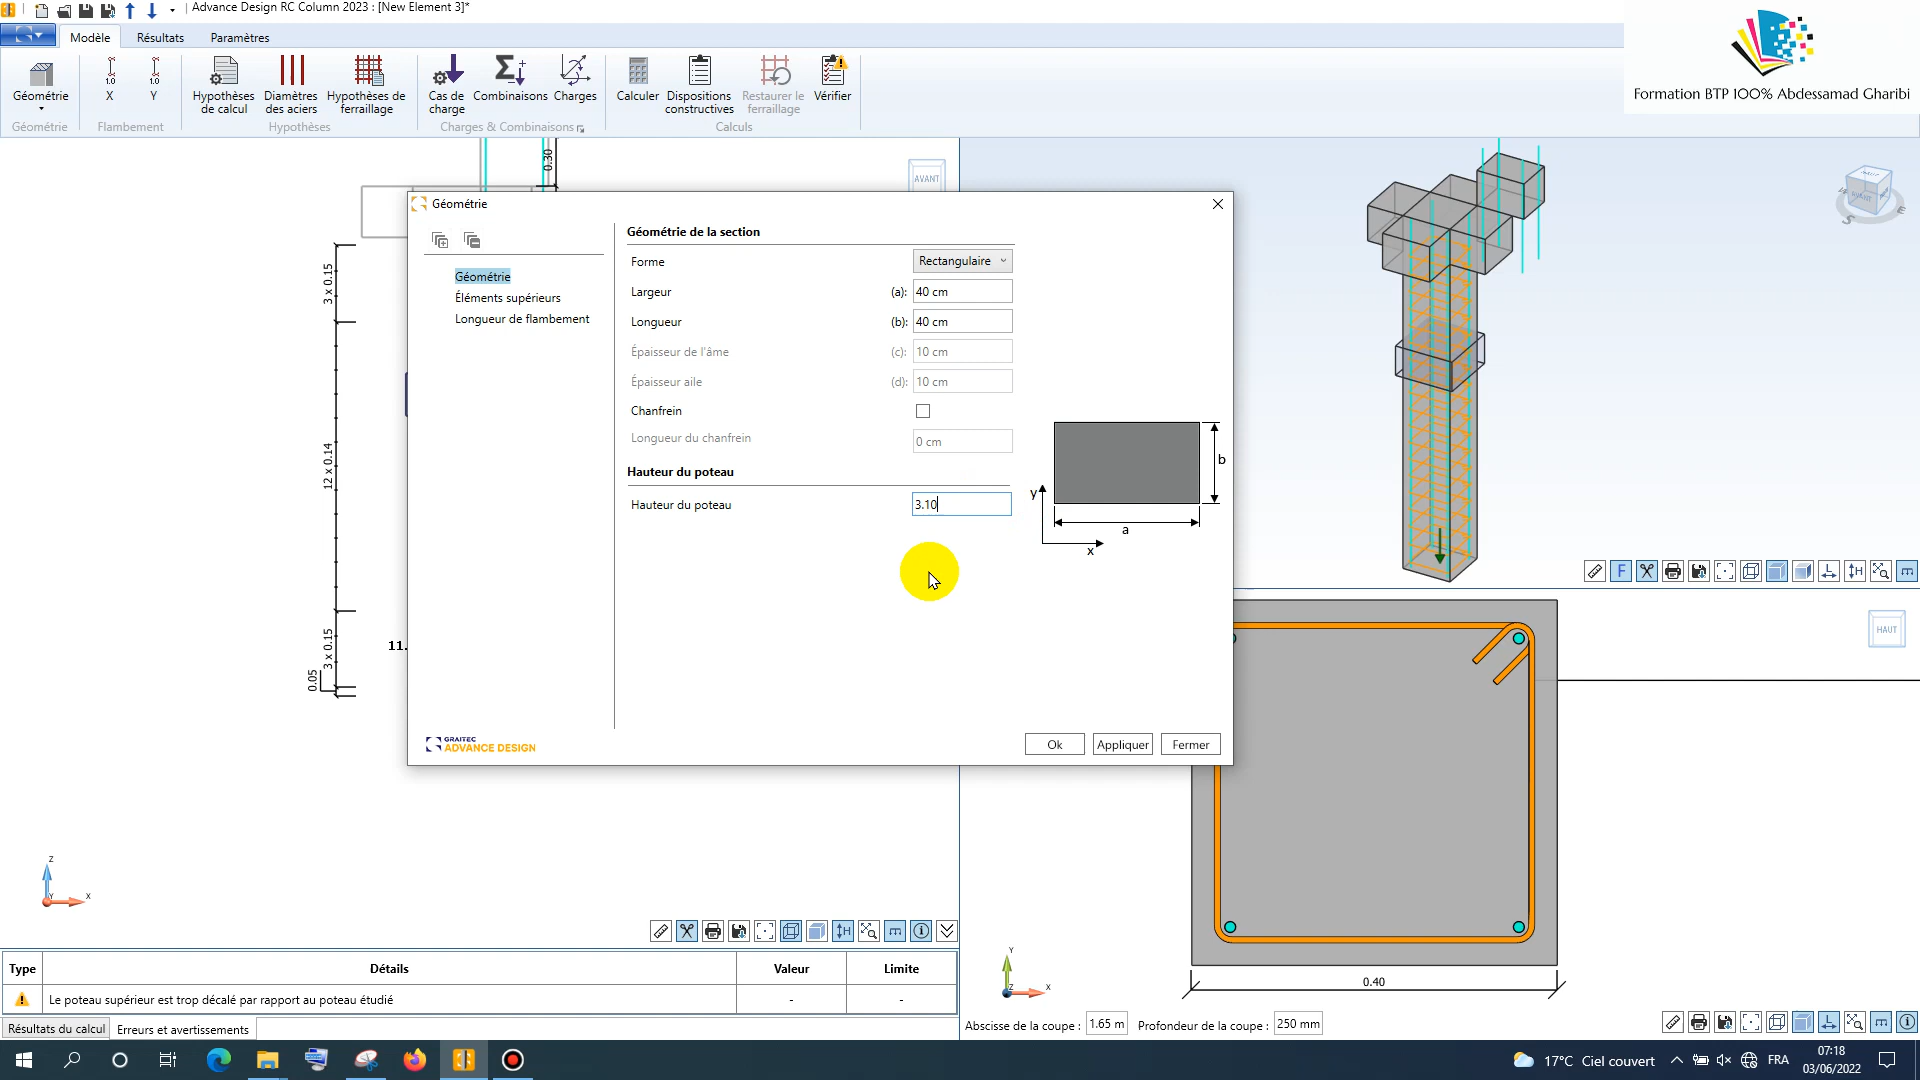 Advance Design RC Column 2023 : [New Element 3]*
Modèle
Résultats
Paramètres
Géométrie
1.0
X
1.0
Y
Hypothèses
de calcul
Diamètres
des aciers
Hypothèses de
ferraillage
Cas de
charge
Combinaisons
Charges
Calculer
Dispositions
constructives
Restaurer le
ferraillage
Vérifier
Géométrie
Flambement
Hypothèses
Charges & Combinaisons
Calculs
Formation BTP 100% Abdessamad Gharibi
0.30
AVANT
3 x 0.15
12 x 0.14
3 x 0.15
0.05
11.
Géométrie
Géométrie
Éléments supérieurs
Longueur de flambement
Géométrie de la section
Forme
Rectangulaire
Largeur
(a):
40 cm
Longueur
(b):
40 cm
Épaisseur de l'âme
(c):
10 cm
Épaisseur aile
(d):
10 cm
Chanfrein
Longueur du chanfrein
0 cm
Hauteur du poteau
Hauteur du poteau
3.10
y
x
a
b
GRAITEC
ADVANCE DESIGN
Ok
Appliquer
Fermer
S
E
F
HAUT
0.40
Z
Y
X
Y
Z
X
Abscisse de la coupe :
1.65 m
Profondeur de la coupe :
250 mm
Type
Détails
Valeur
Limite
Le poteau supérieur est trop décalé par rapport au poteau étudié
-
-
Résultats du calcul
Erreurs et avertissements
17°C Ciel couvert
FRA
07:18
03/06/2022